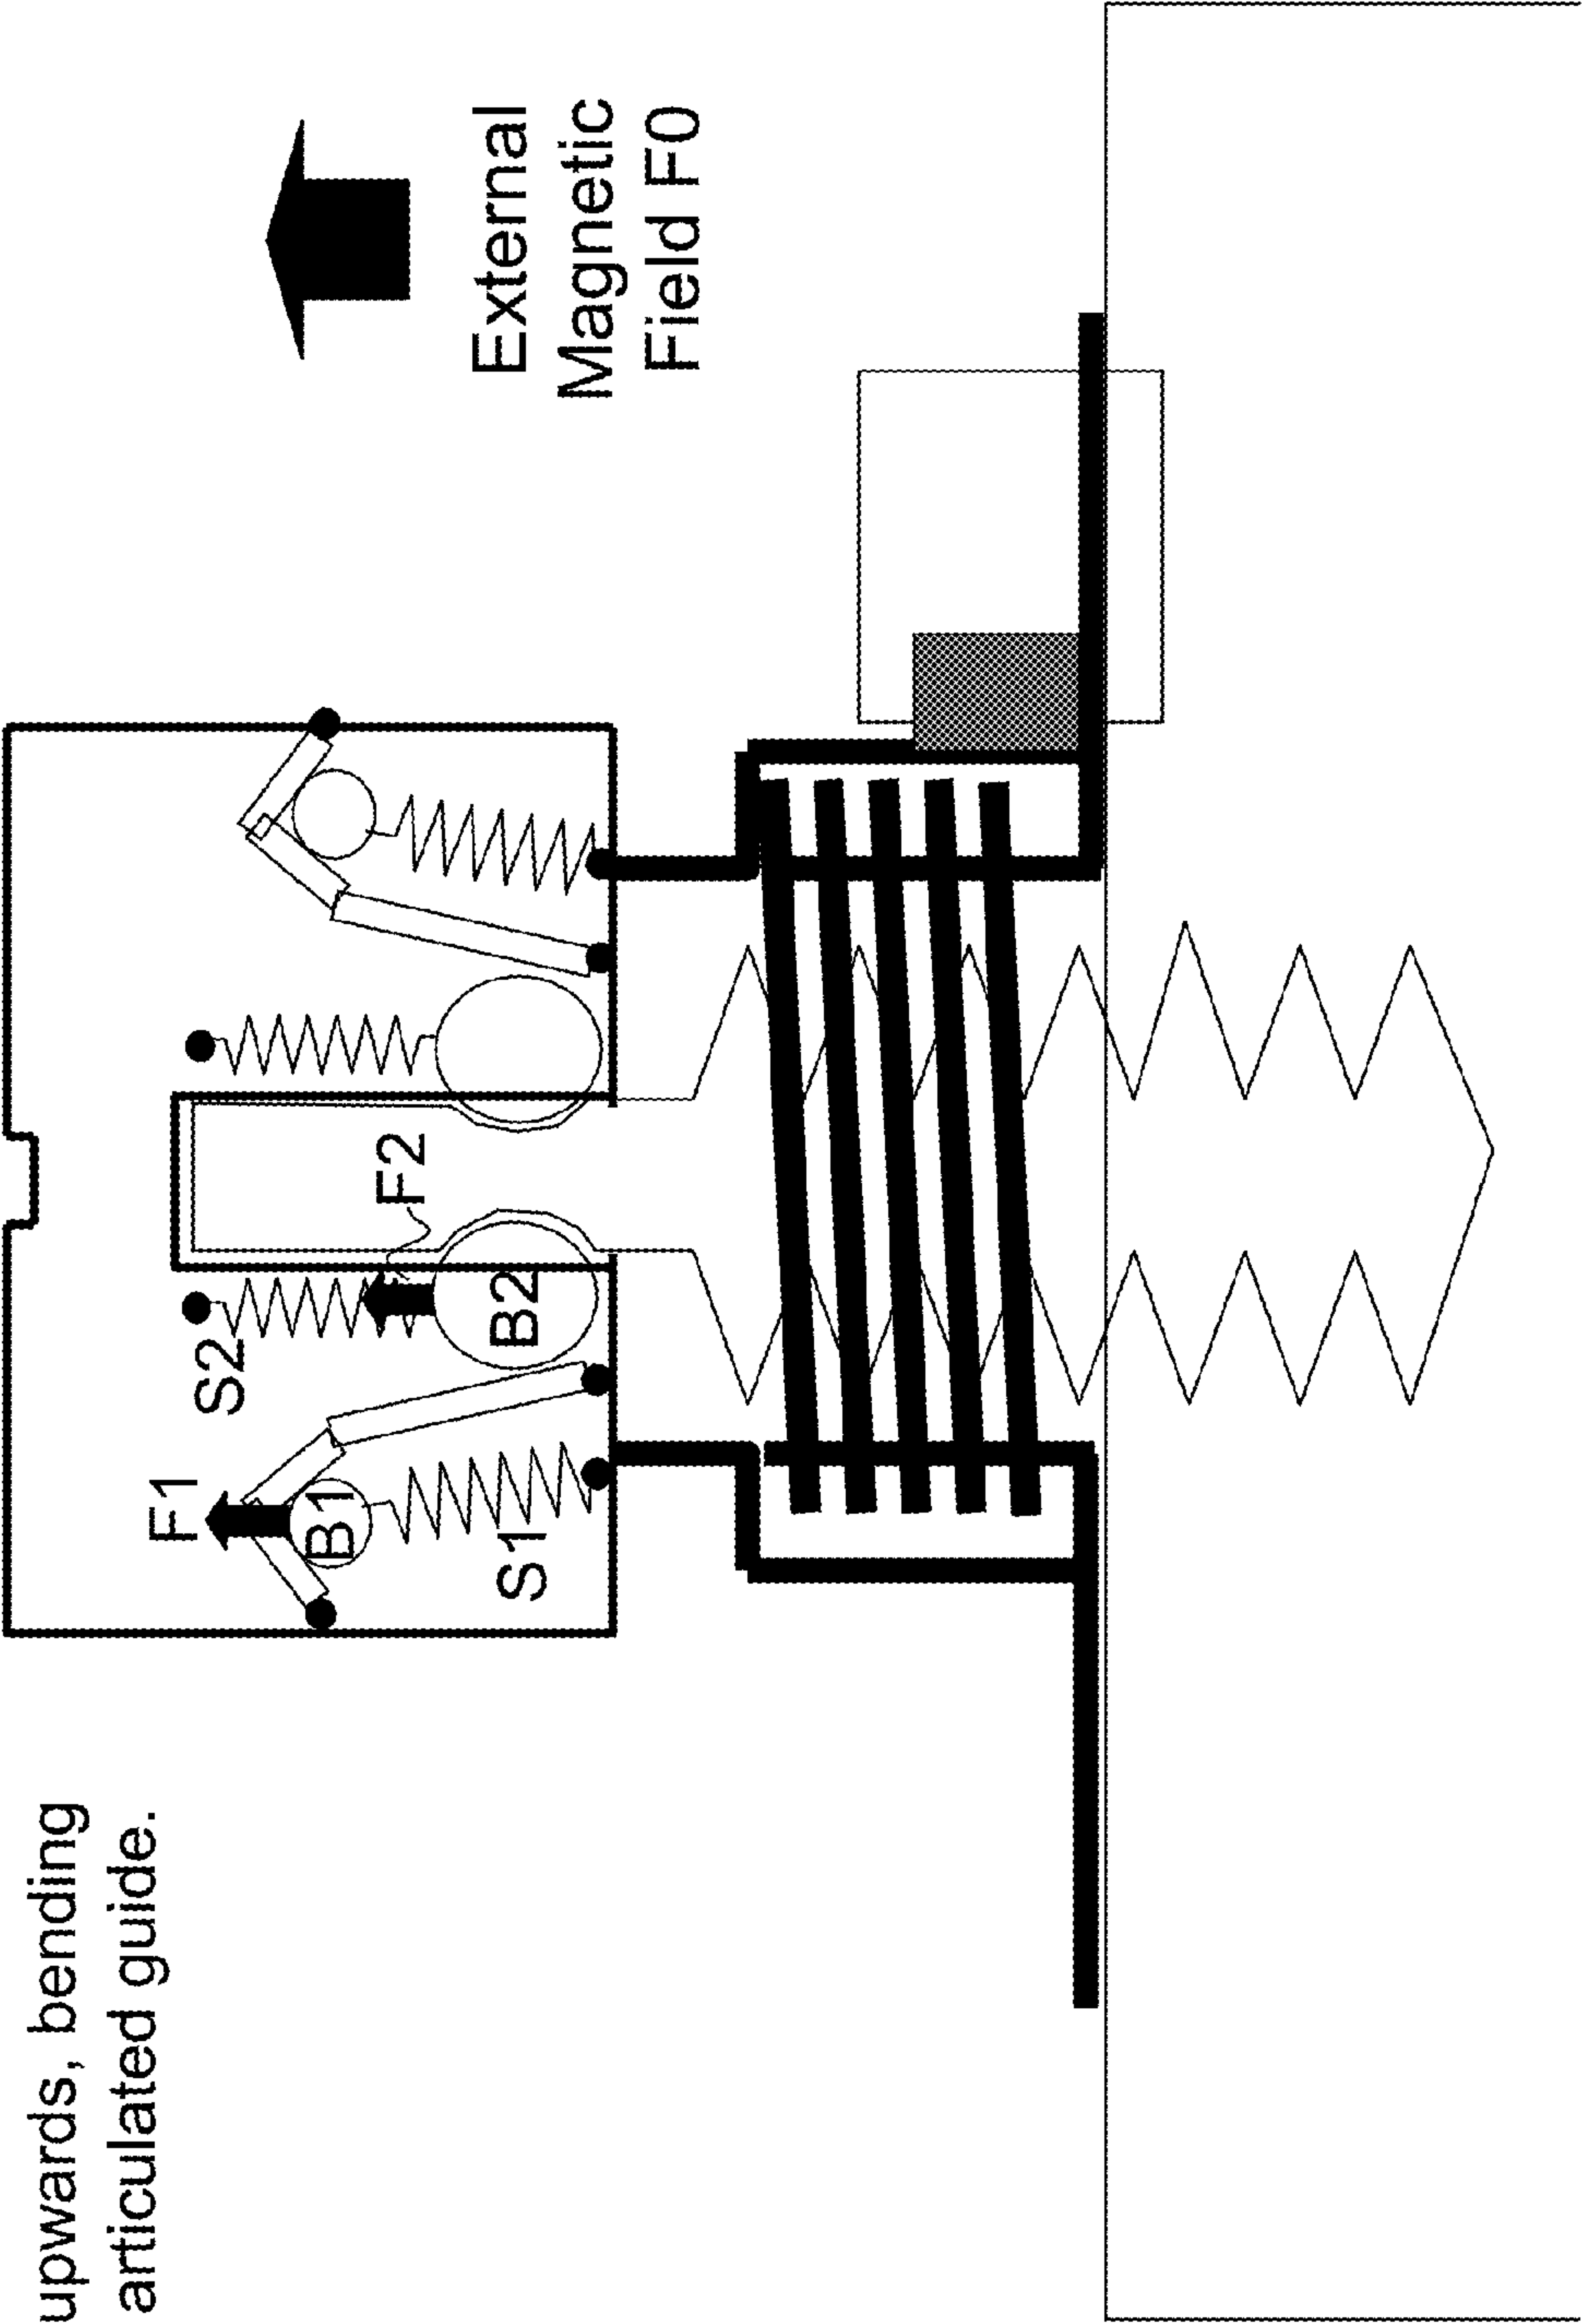 upwards, bending
articulated guide.
F1
B1
S1
S2
F2
B2
External
Magnetic
Field F0